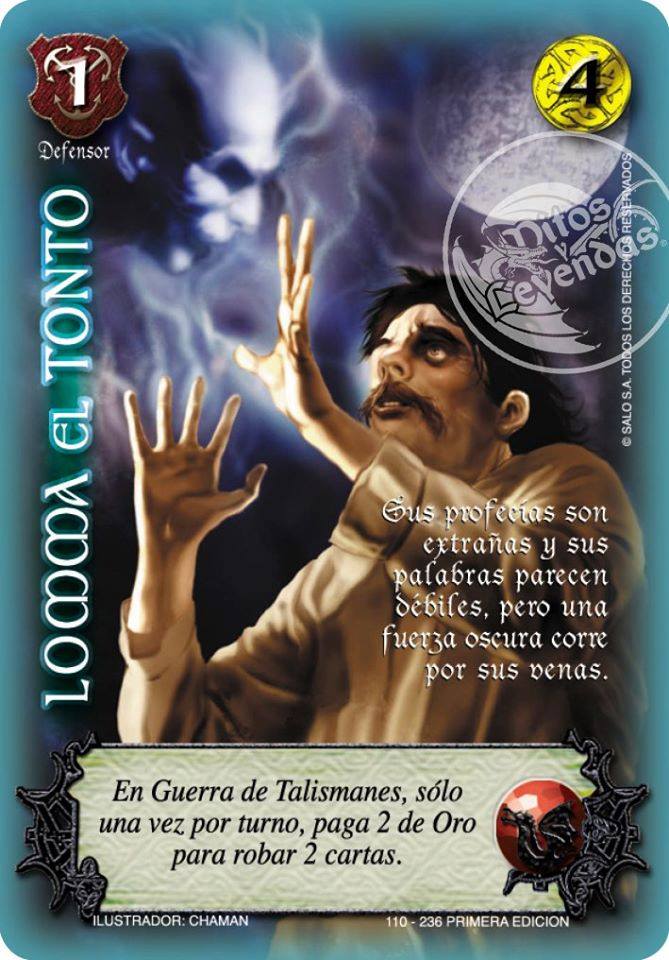 1
4
Defensor
Mitos
y
Leyendas®
© SALO S.A. TODOS LOS DERECHOS RESERVADOS
LOMMA EL TONTO
Sus profecías son
extrañas y sus
palabras parecen
débiles, pero una
fuerza oscura corre
por sus venas.
En Guerra de Talismanes, sólo
una vez por turno, paga 2 de Oro
para robar 2 cartas.
ILUSTRADOR: CHAMAN
110 - 236 PRIMERA EDICION